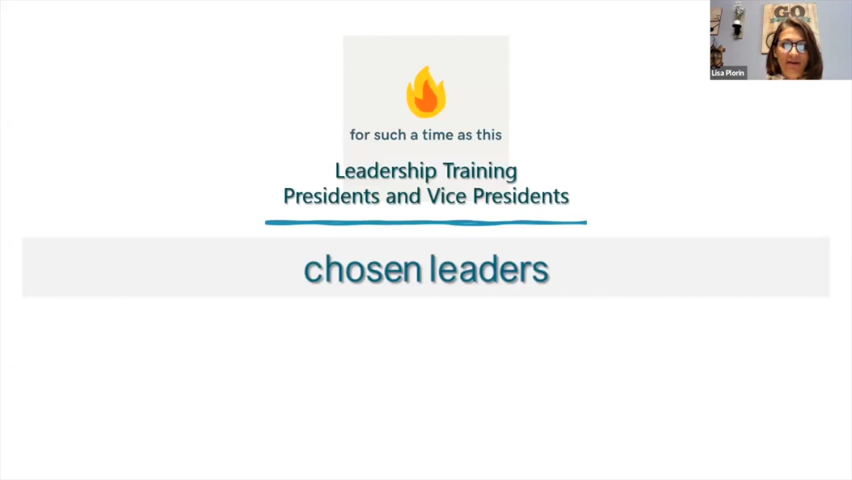 GO
Lisa Plorin
for such a time as this
Leadership Training
Presidents and Vice Presidents
chosen leaders